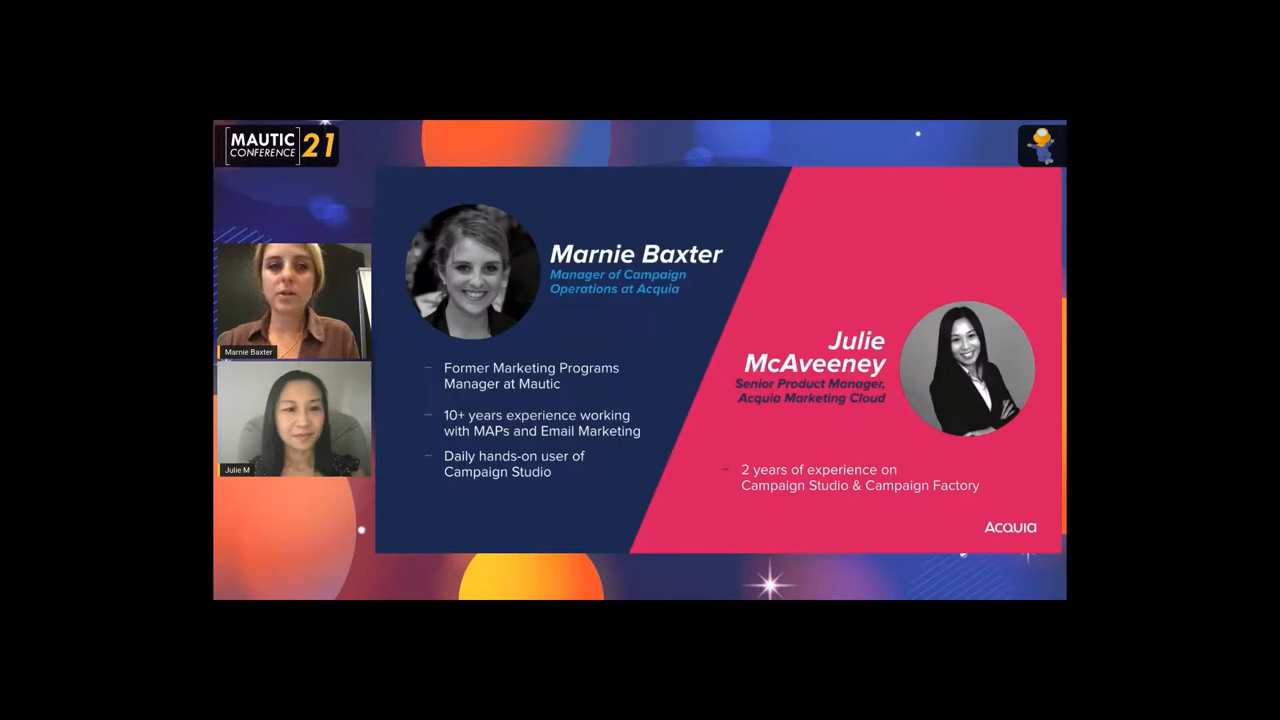 MAUTIC
CONFERENCE
21
Marnie Baxter
Julie M
Marnie Baxter
Manager of Campaign
Operations at Acquia
– Former Marketing Programs
Manager at Mautic
– 10+ years experience working
with MAPs and Email Marketing
– Daily hands-on user of
Campaign Studio
Julie
McAveeney
Senior Product Manager,
Acquia Marketing Cloud
– 2 years of experience on
Campaign Studio & Campaign Factory
Acquia